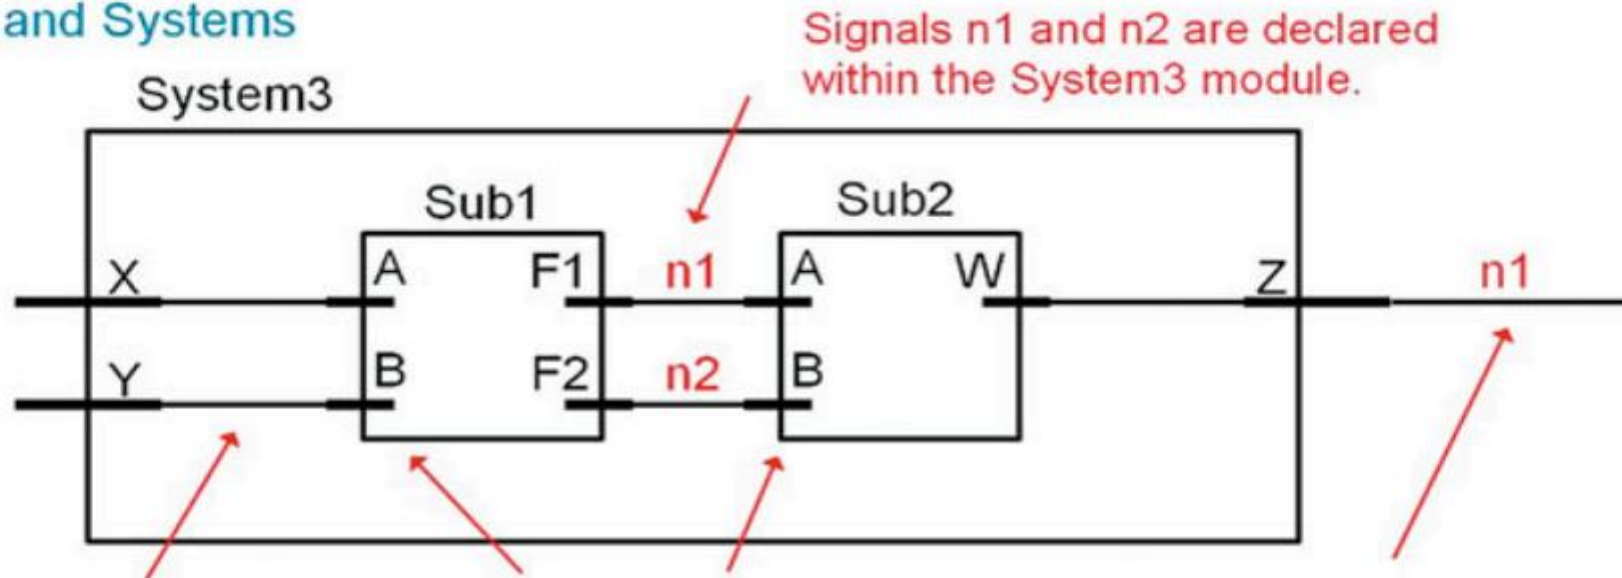 and Systems
Signals n1 and n2 are declared
within the System3 module.
System3
Sub1
Sub2
X
A
F1
n1
A
W
Z
n1
Y
B
F2
n2
B